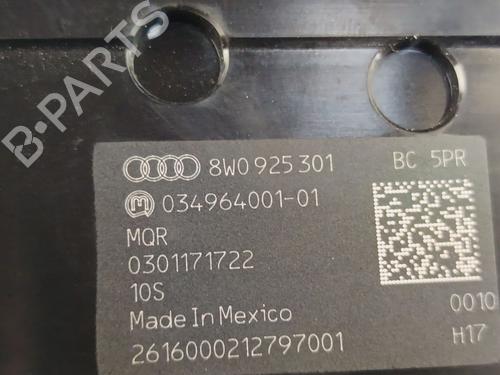 B-PARTS
8W0 925 301 BC 5PR
034964001-01
MQR
0301171722
10S
Made In Mexico 0010
2616000212797001 H17